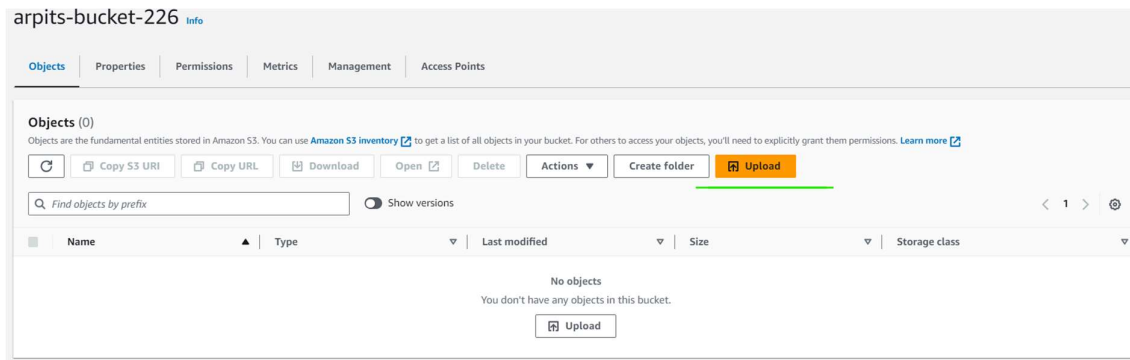 arpits-bucket-226 Info
Objects Properties Permissions Metrics Management Access Points
Objects (0)
Objects are the fundamental entities stored in Amazon S3. You can use Amazon S3 inventory to get a list of all objects in your bucket. For others to access your objects, you'll need to explicitly grant them permissions. Learn more
Copy S3 URI Copy URL Download Open Delete Actions Create folder Upload
Find objects by prefix Show versions 1
Name Type Last modified Size Storage class
No objects
You don't have any objects in this bucket.
Upload